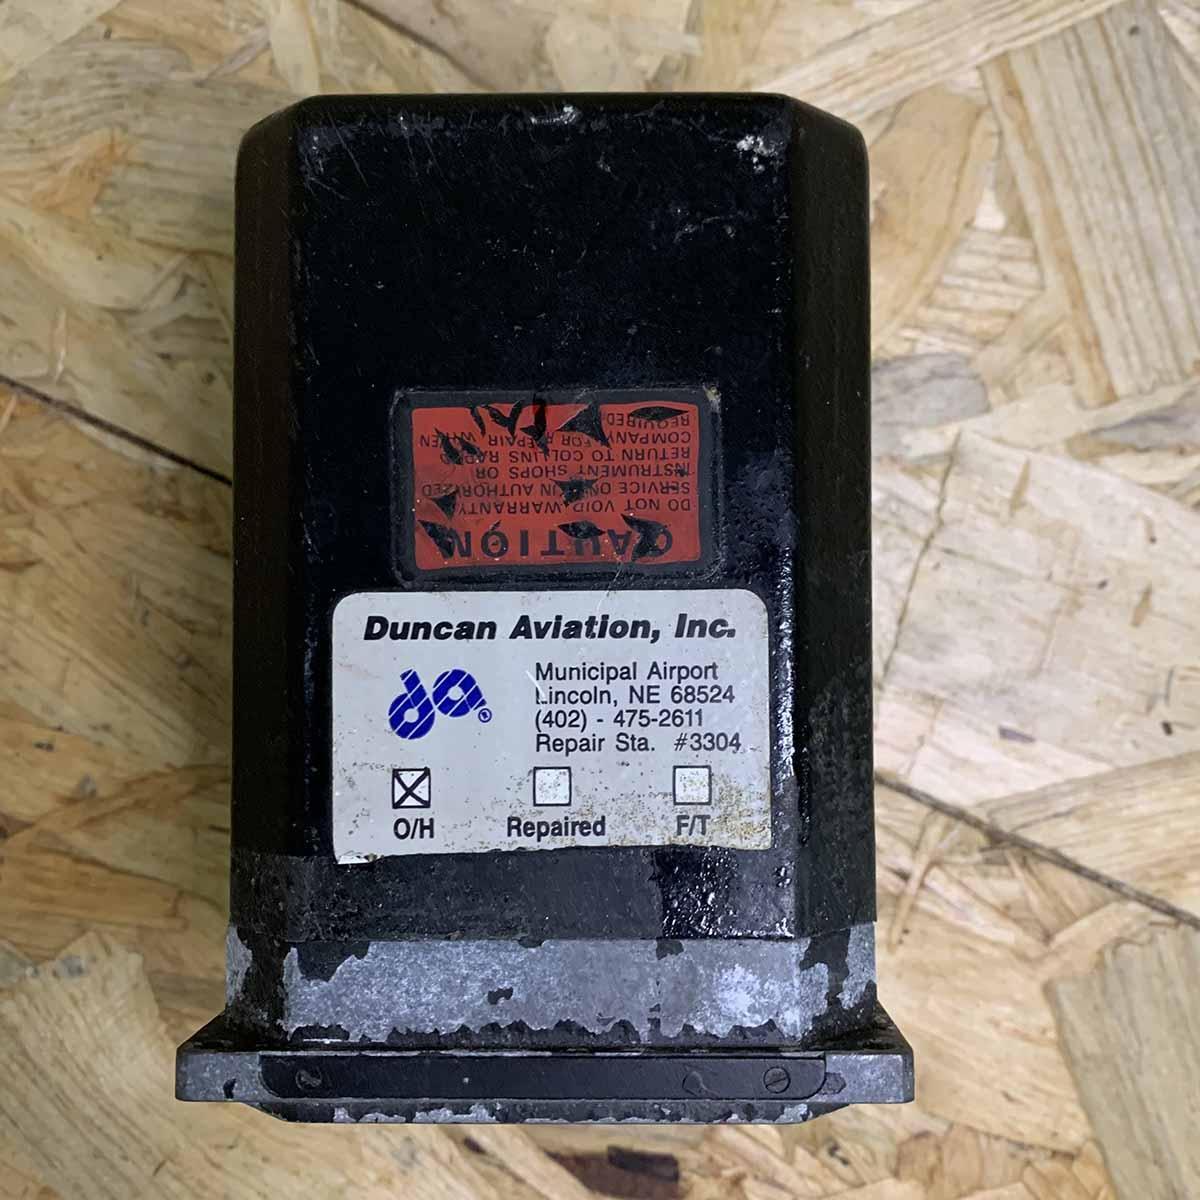 CAUTION
DO NOT VOID WARRANTY
SERVICE ONLY IN AUTHORIZED
INSTRUMENT SHOPS OR
RETURN TO COLLINS RADIO
COMPANY FOR REPAIR WHEN
REQUIRED
Duncan Aviation, Inc.
da®
Municipal Airport
Lincoln, NE 68524
(402) - 475-2611
Repair Sta. #3304
O/H Repaired F/T